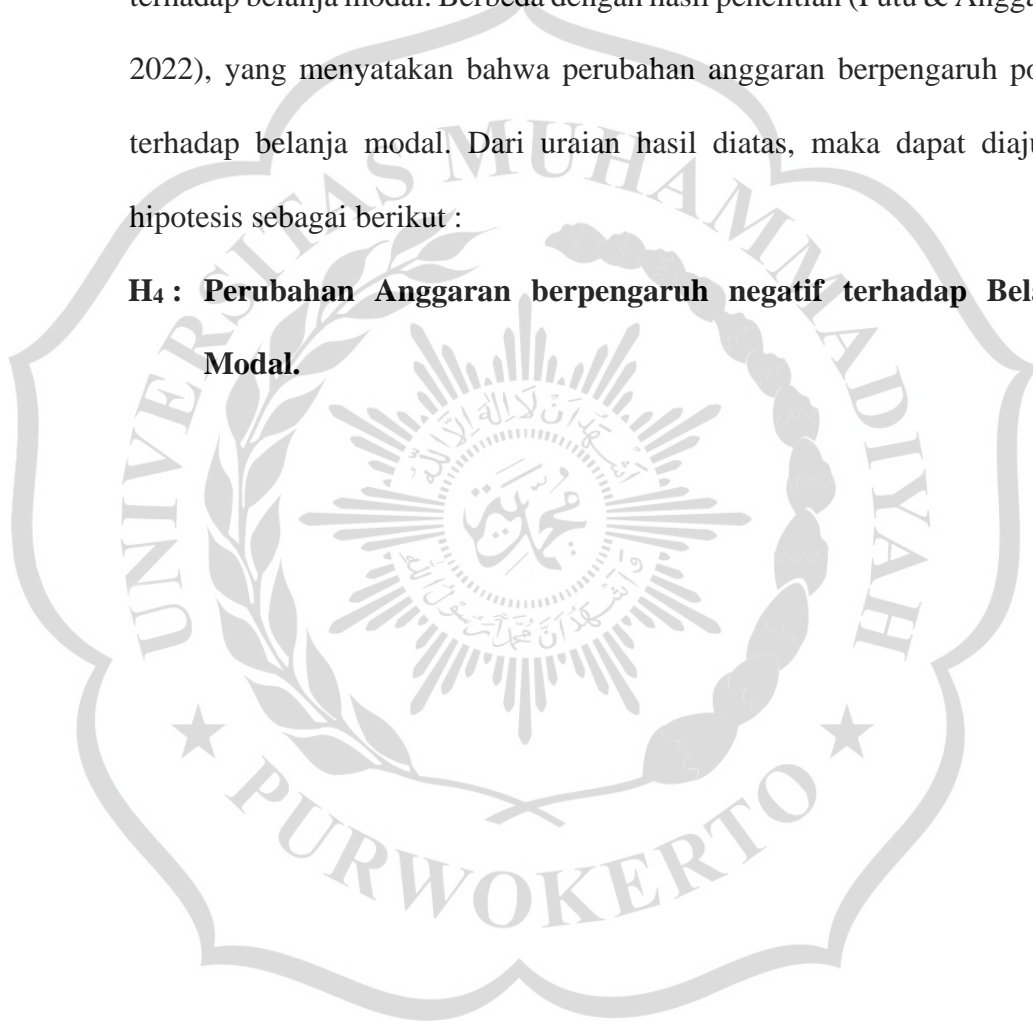 terhadap belanja modal. Berbeda dengan hasil penelitian (Putu & Angga
2022), yang menyatakan bahwa perubahan anggaran berpengaruh po
terhadap belanja modal. Dari uraian hasil diatas, maka dapat diaju
hipotesis sebagai berikut :
H₄ : Perubahan Anggaran berpengaruh negatif terhadap Bela
Modal.
UNIVERSITAS MUHAMMADIYAH
PURWOKERTO